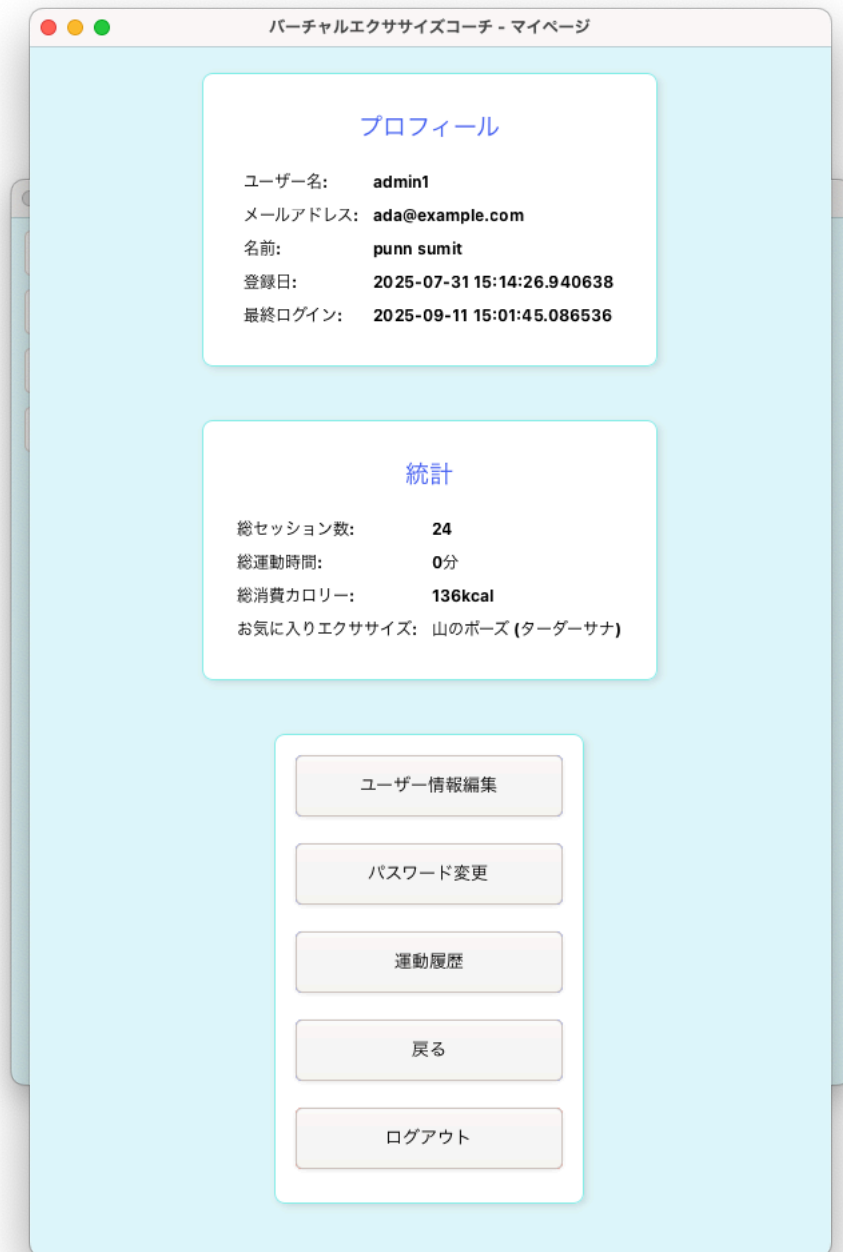 バーチャルエクササイズコーチ - マイページ
プロフィール
ユーザー名: admin1
メールアドレス: ada@example.com
名前: punn sumit
登録日: 2025-07-31 15:14:26.940638
最終ログイン: 2025-09-11 15:01:45.086536
統計
総セッション数: 24
総運動時間: 0分
総消費カロリー: 136kcal
お気に入りエクササイズ: 山のポーズ (ターダーサナ)
ユーザー情報編集
パスワード変更
運動履歴
戻る
ログアウト